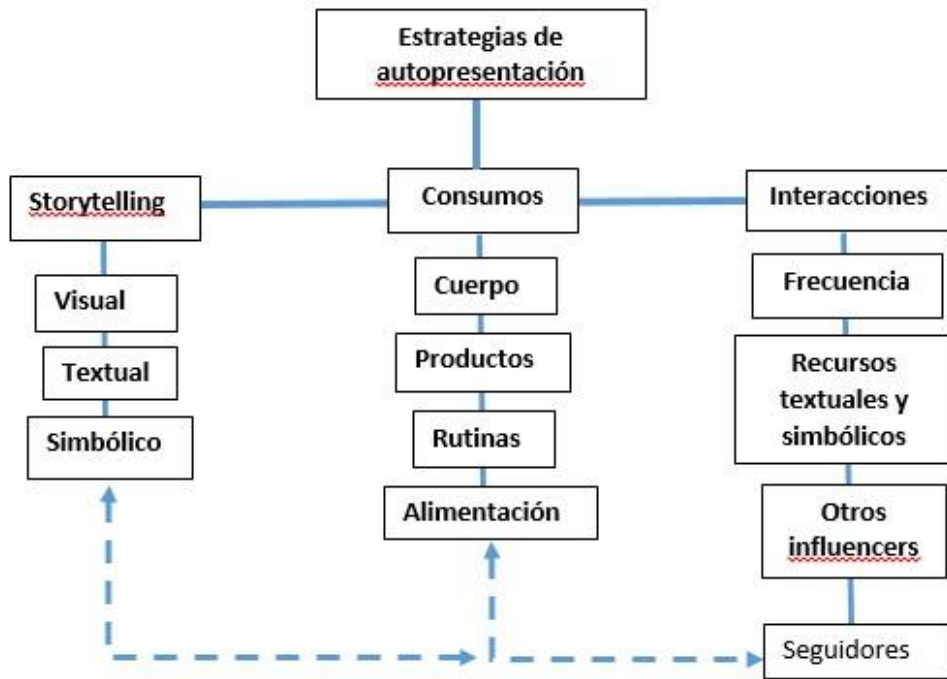 Estrategias de
autopresentación
Storytelling
Consumos
Interacciones
Visual
Textual
Simbólico
Cuerpo
Productos
Rutinas
Alimentación
Frecuencia
Recursos
textuales y
simbólicos
Otros
influencers
Seguidores